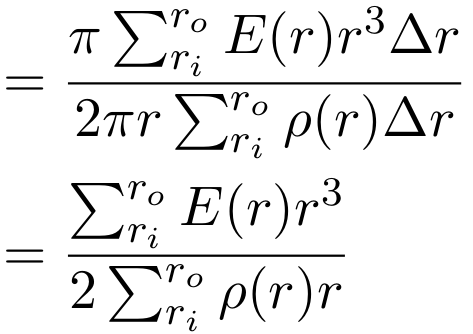 = \frac{\pi \sum_{r_i}^{r_o} E(r)r^3 \Delta r}{2\pi r \sum_{r_i}^{r_o} \rho(r) \Delta r}
= \frac{\sum_{r_i}^{r_o} E(r)r^3}{2 \sum_{r_i}^{r_o} \rho(r)r}